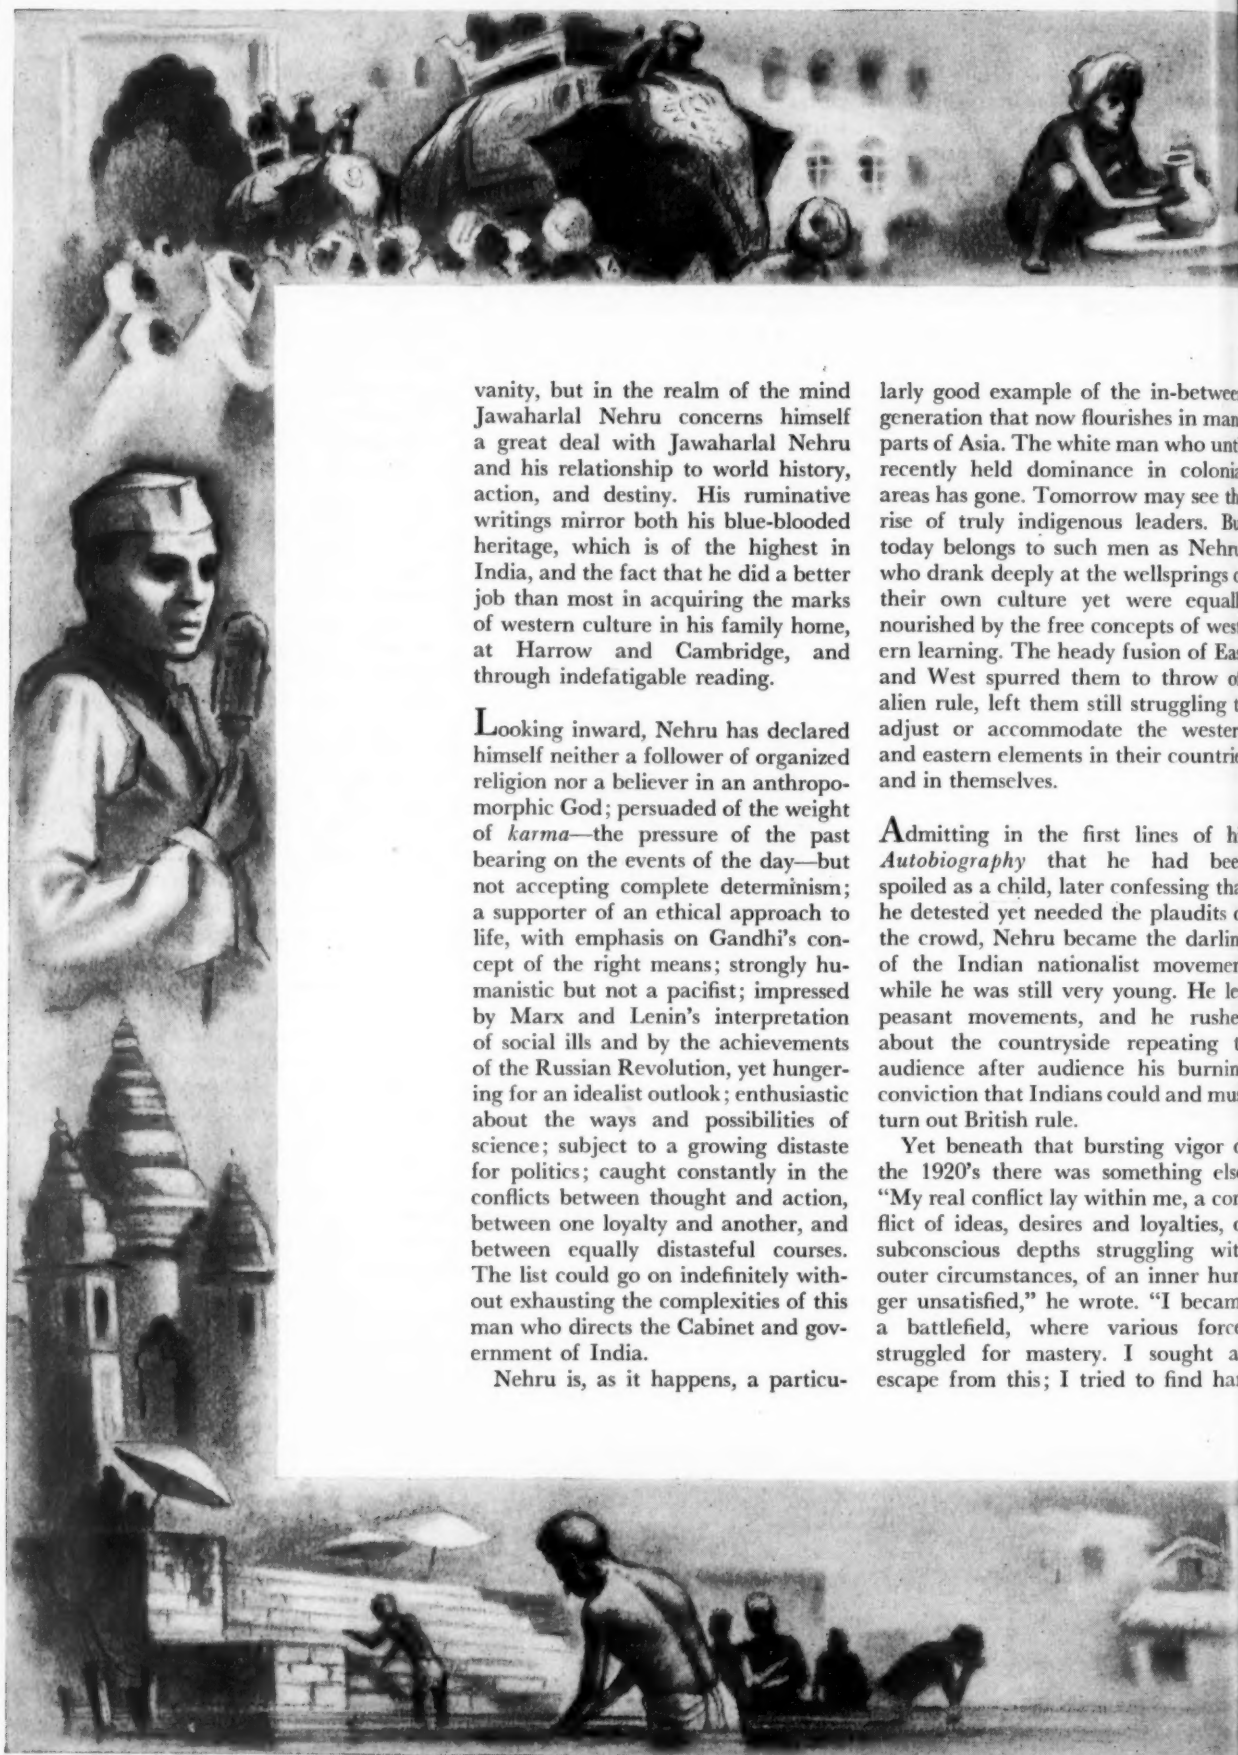 vanity, but in the realm of the mind
Jawaharlal Nehru concerns himself
a great deal with Jawaharlal Nehru
and his relationship to world history,
action, and destiny. His ruminative
writings mirror both his blue-blooded
heritage, which is of the highest in
India, and the fact that he did a better
job than most in acquiring the marks
of western culture in his family home,
at Harrow and Cambridge, and
through indefatigable reading.
Looking inward, Nehru has declared
himself neither a follower of organized
religion nor a believer in an anthropo-
morphic God; persuaded of the weight
of karma—the pressure of the past
bearing on the events of the day—but
not accepting complete determinism;
a supporter of an ethical approach to
life, with emphasis on Gandhi's con-
cept of the right means; strongly hu-
manistic but not a pacifist; impressed
by Marx and Lenin's interpretation
of social ills and by the achievements
of the Russian Revolution, yet hunger-
ing for an idealist outlook; enthusiastic
about the ways and possibilities of
science; subject to a growing distaste
for politics; caught constantly in the
conflicts between thought and action,
between one loyalty and another, and
between equally distasteful courses.
The list could go on indefinitely with-
out exhausting the complexities of this
man who directs the Cabinet and gov-
ernment of India.
Nehru is, as it happens, a particu-
larly good example of the in-betwee
generation that now flourishes in man
parts of Asia. The white man who unt
recently held dominance in coloni
areas has gone. Tomorrow may see th
rise of truly indigenous leaders. Bu
today belongs to such men as Nehru
who drank deeply at the wellsprings o
their own culture yet were equall
nourished by the free concepts of wes
ern learning. The heady fusion of Eas
and West spurred them to throw o
alien rule, left them still struggling t
adjust or accommodate the wester
and eastern elements in their countrie
and in themselves.
Admitting in the first lines of h
Autobiography that he had bee
spoiled as a child, later confessing tha
he detested yet needed the plaudits o
the crowd, Nehru became the darlin
of the Indian nationalist movemen
while he was still very young. He le
peasant movements, and he rushe
about the countryside repeating t
audience after audience his burnin
conviction that Indians could and mus
turn out British rule.
Yet beneath that bursting vigor o
the 1920's there was something else
"My real conflict lay within me, a con
flict of ideas, desires and loyalties, o
subconscious depths struggling wit
outer circumstances, of an inner hun
ger unsatisfied," he wrote. "I becam
a battlefield, where various force
struggled for mastery. I sought a
escape from this; I tried to find har